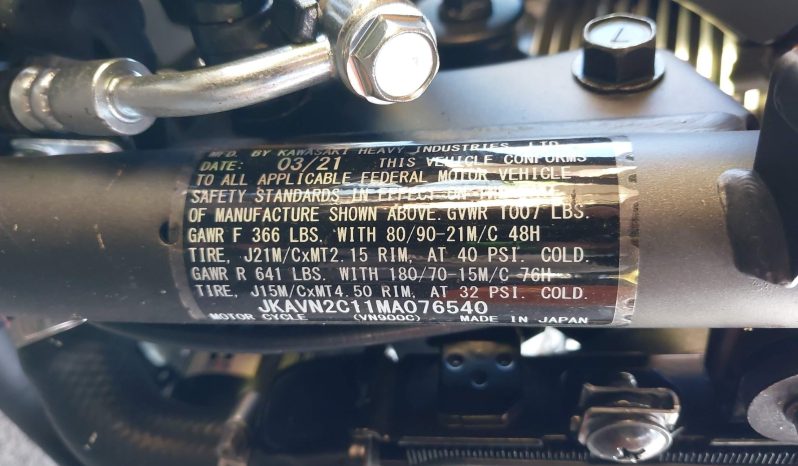 7
MFD. BY KAWASAKI HEAVY INDUSTRIES, LTD.
DATE: 03/21 THIS VEHICLE CONFORMS
TO ALL APPLICABLE FEDERAL MOTOR VEHICLE
SAFETY STANDARDS IN EFFECT ON THE DATE
OF MANUFACTURE SHOWN ABOVE. GVWR 1007 LBS.
GAWR F 366 LBS. WITH 80/90-21M/C 48H
TIRE, J21M/CxMT2.15 RIM, AT 40 PSI. COLD.
GAWR R 641 LBS. WITH 180/70-15M/C 76H
TIRE, J15M/CxMT4.50 RIM, AT 32 PSI. COLD.
JKAVN2C11MA076540
MOTOR CYCLE (VN900C) MADE IN JAPAN